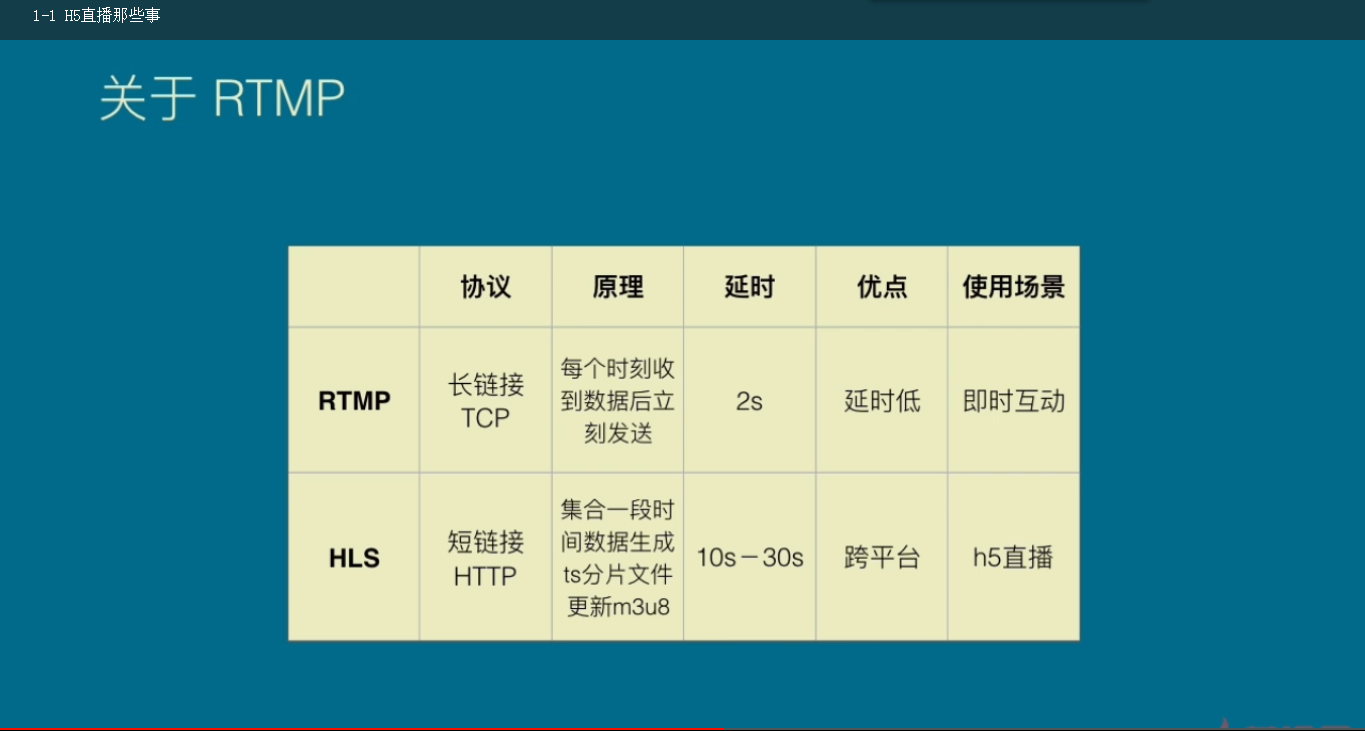 1-1 H5直播那些事
关于 RTMP
协议 原理 延时 优点 使用场景
RTMP
长链接
TCP
每个时刻收
到数据后立
刻发送
2s
延时低
即时互动
HLS
短链接
HTTP
集合一段时
间数据生成
ts分片文件
更新m3u8
10s－30s
跨平台
h5直播